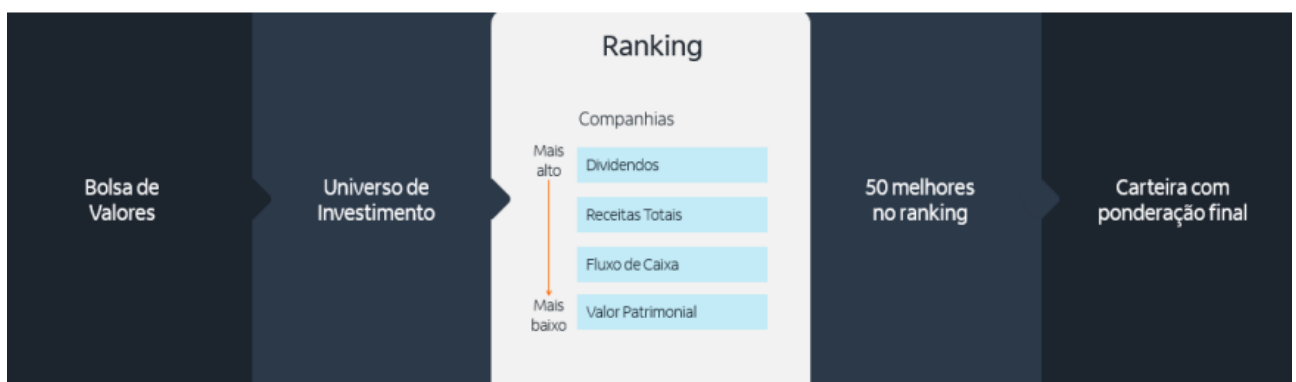 Bolsa de
Valores
Universo de
Investimento
Ranking
Companhias
Mais
alto
Dividendos
Receitas Totais
Fluxo de Caixa
Mais
baixo
Valor Patrimonial
50 melhores
no ranking
Carteira com
ponderação final